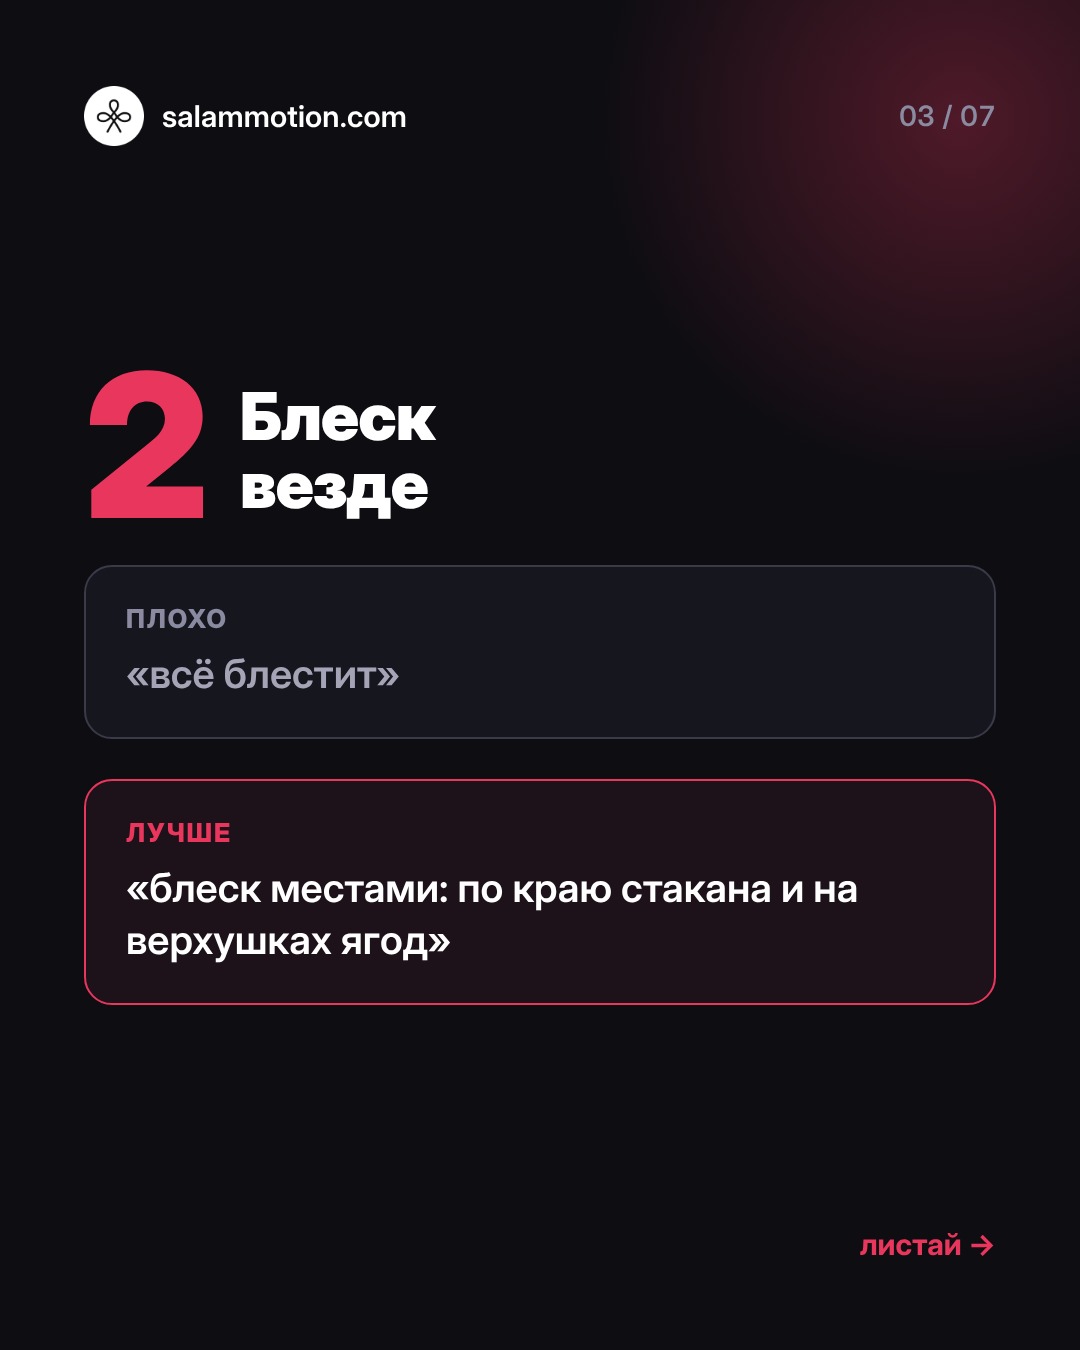 salammotion.com
03 / 07
2
Блеск
везде
ПЛОХО
«всё блестит»
ЛУЧШЕ
«блеск местами: по краю стакана и на
верхушках ягод»
листай →